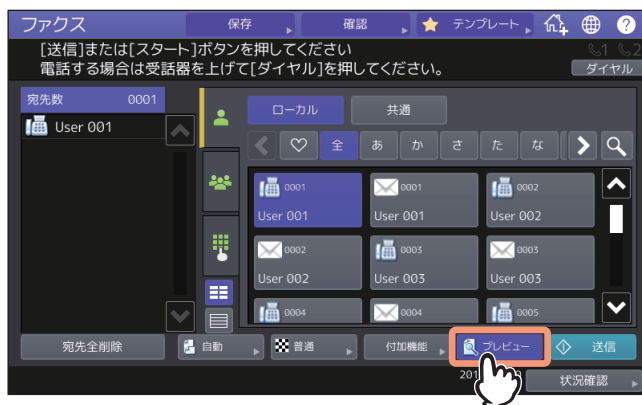 ファクス 保存 確認 テンプレート
[送信]または[スタート]ボタンを押してください
電話する場合は受話器を上げて[ダイヤル]を押してください。
1 2
ダイヤル
宛先数 0001
User 001
ローカル 共通
全 あ か さ た な
0001 0001 0002
User 001 User 001 User 002
0002 0003 0003
User 002 User 003 User 003
0004 0004 0005
宛先全削除 自動 普通 付加機能 プレビュー 送信
状況確認